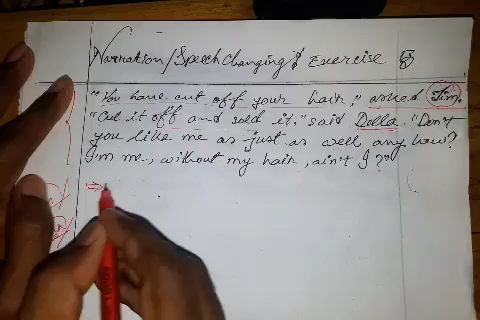 Narration/Speech Changing Exercise
"You have cut off your hair," asked Jim.
"Cut it off and sold it," said Della. "Don't
you like me as just as well any how?
I'm me, without my hair, ain't I?"